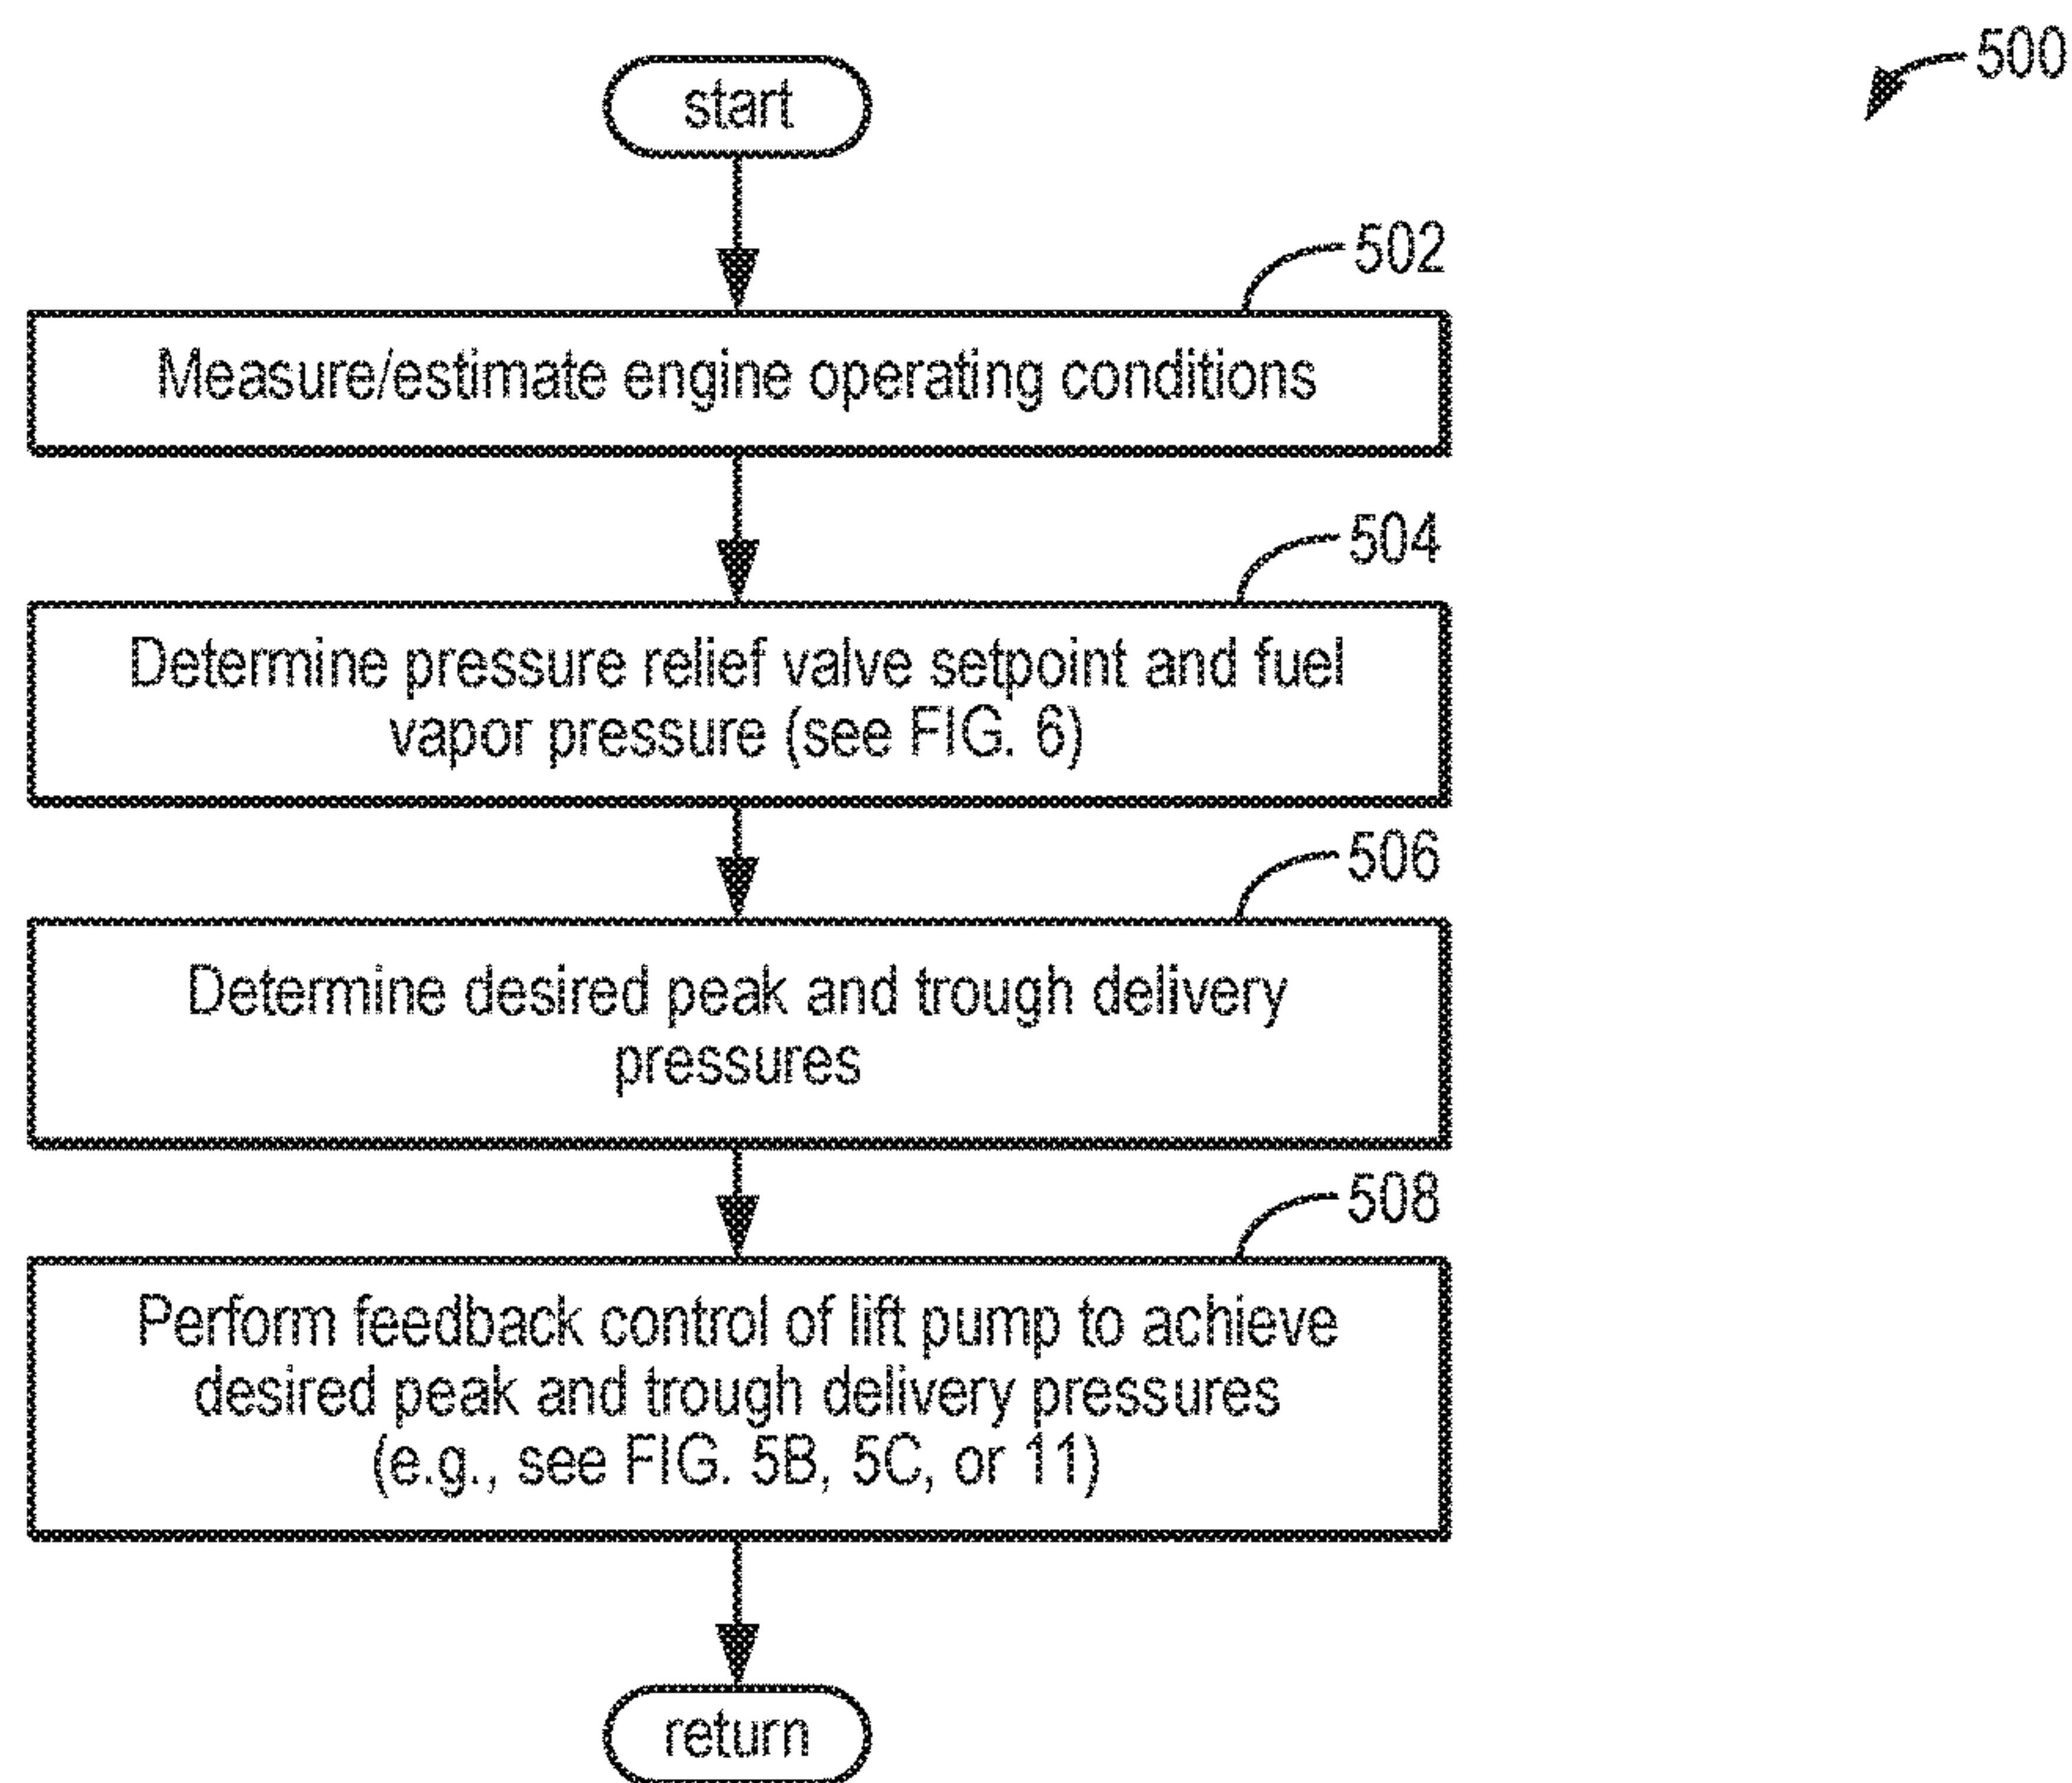 500
start
502
Measure/estimate engine operating conditions
504
Determine pressure relief valve setpoint and fuel
vapor pressure (see FIG. 6)
506
Determine desired peak and trough delivery
pressures
508
Perform feedback control of lift pump to achieve
desired peak and trough delivery pressures
(e.g., see FIG. 5B, 5C, or 11)
return